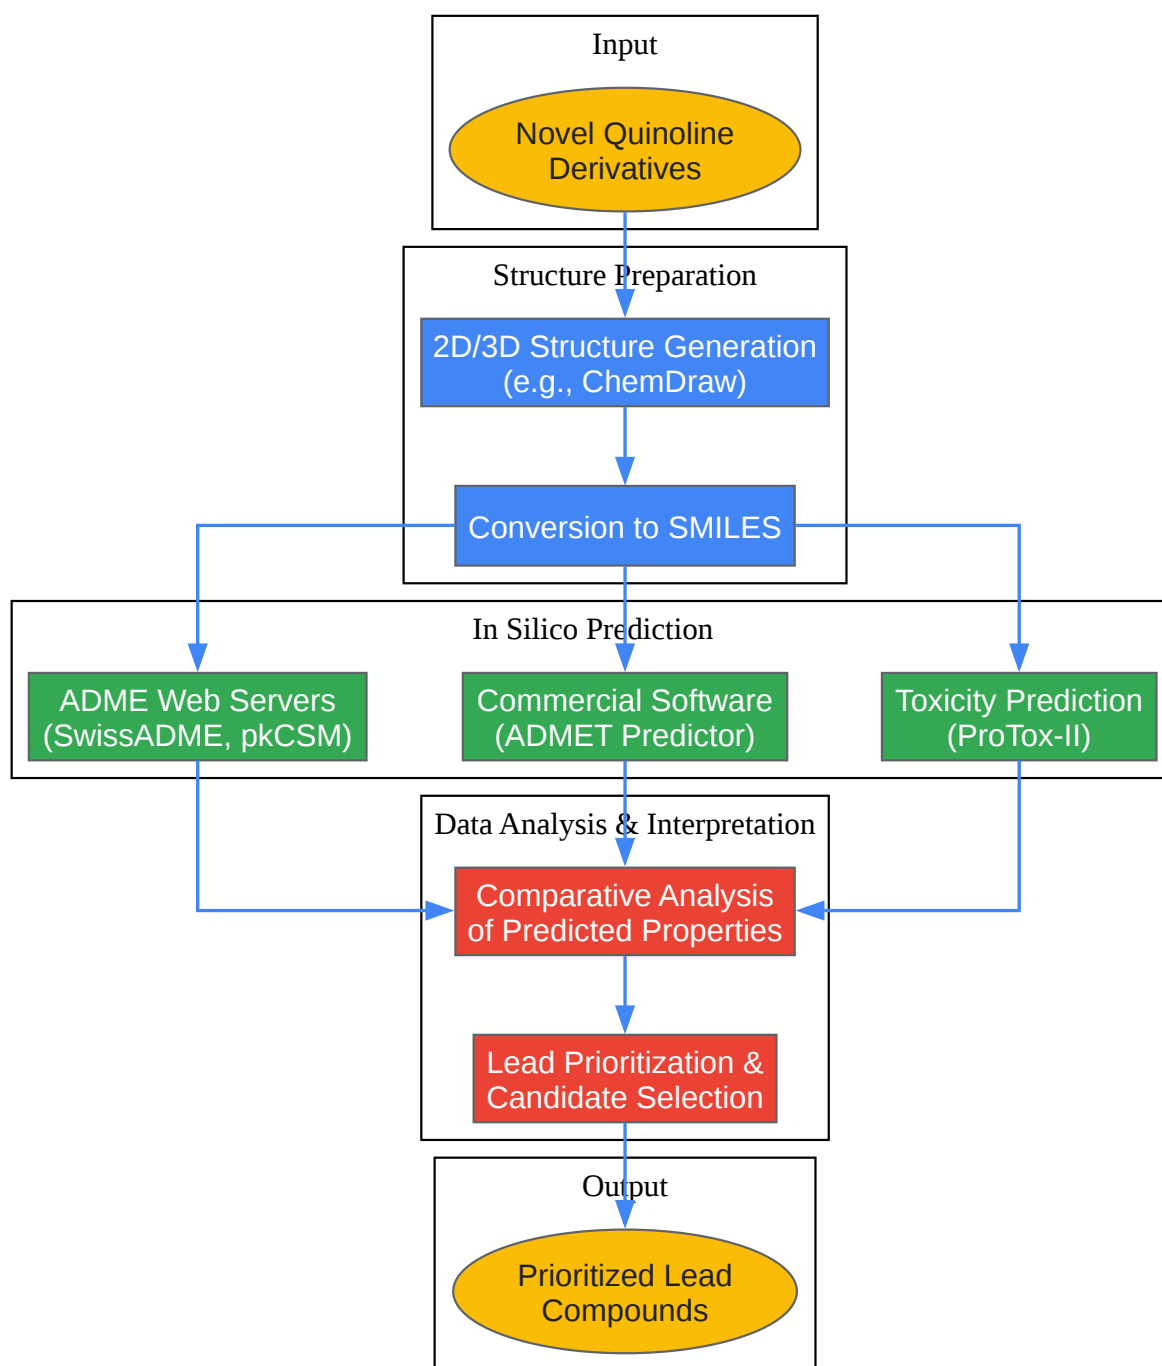 Input
Novel Quinoline
Derivatives
Structure Preparation
2D/3D Structure Generation
(e.g., ChemDraw)
Conversion to SMILES
In Silico Prediction
ADME Web Servers
(SwissADME, pkCSM)
Commercial Software
(ADMET Predictor)
Toxicity Prediction
(ProTox-II)
Data Analysis & Interpretation
Comparative Analysis
of Predicted Properties
Lead Prioritization &
Candidate Selection
Output
Prioritized Lead
Compounds